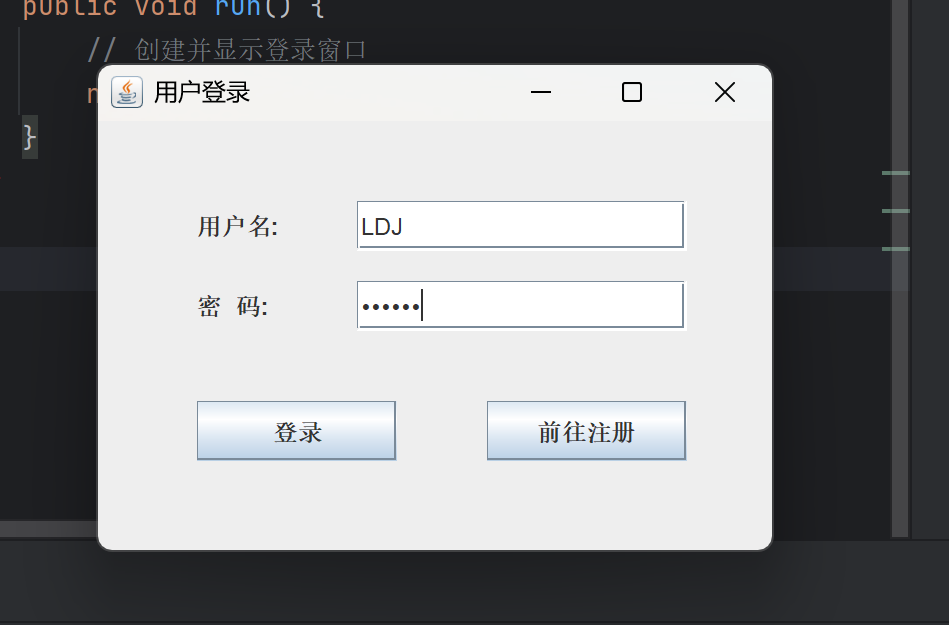 public void run() {
// 创建并显示登录窗口
}
用户登录
用户名:
LDJ
密 码:
••••••
登录
前往注册